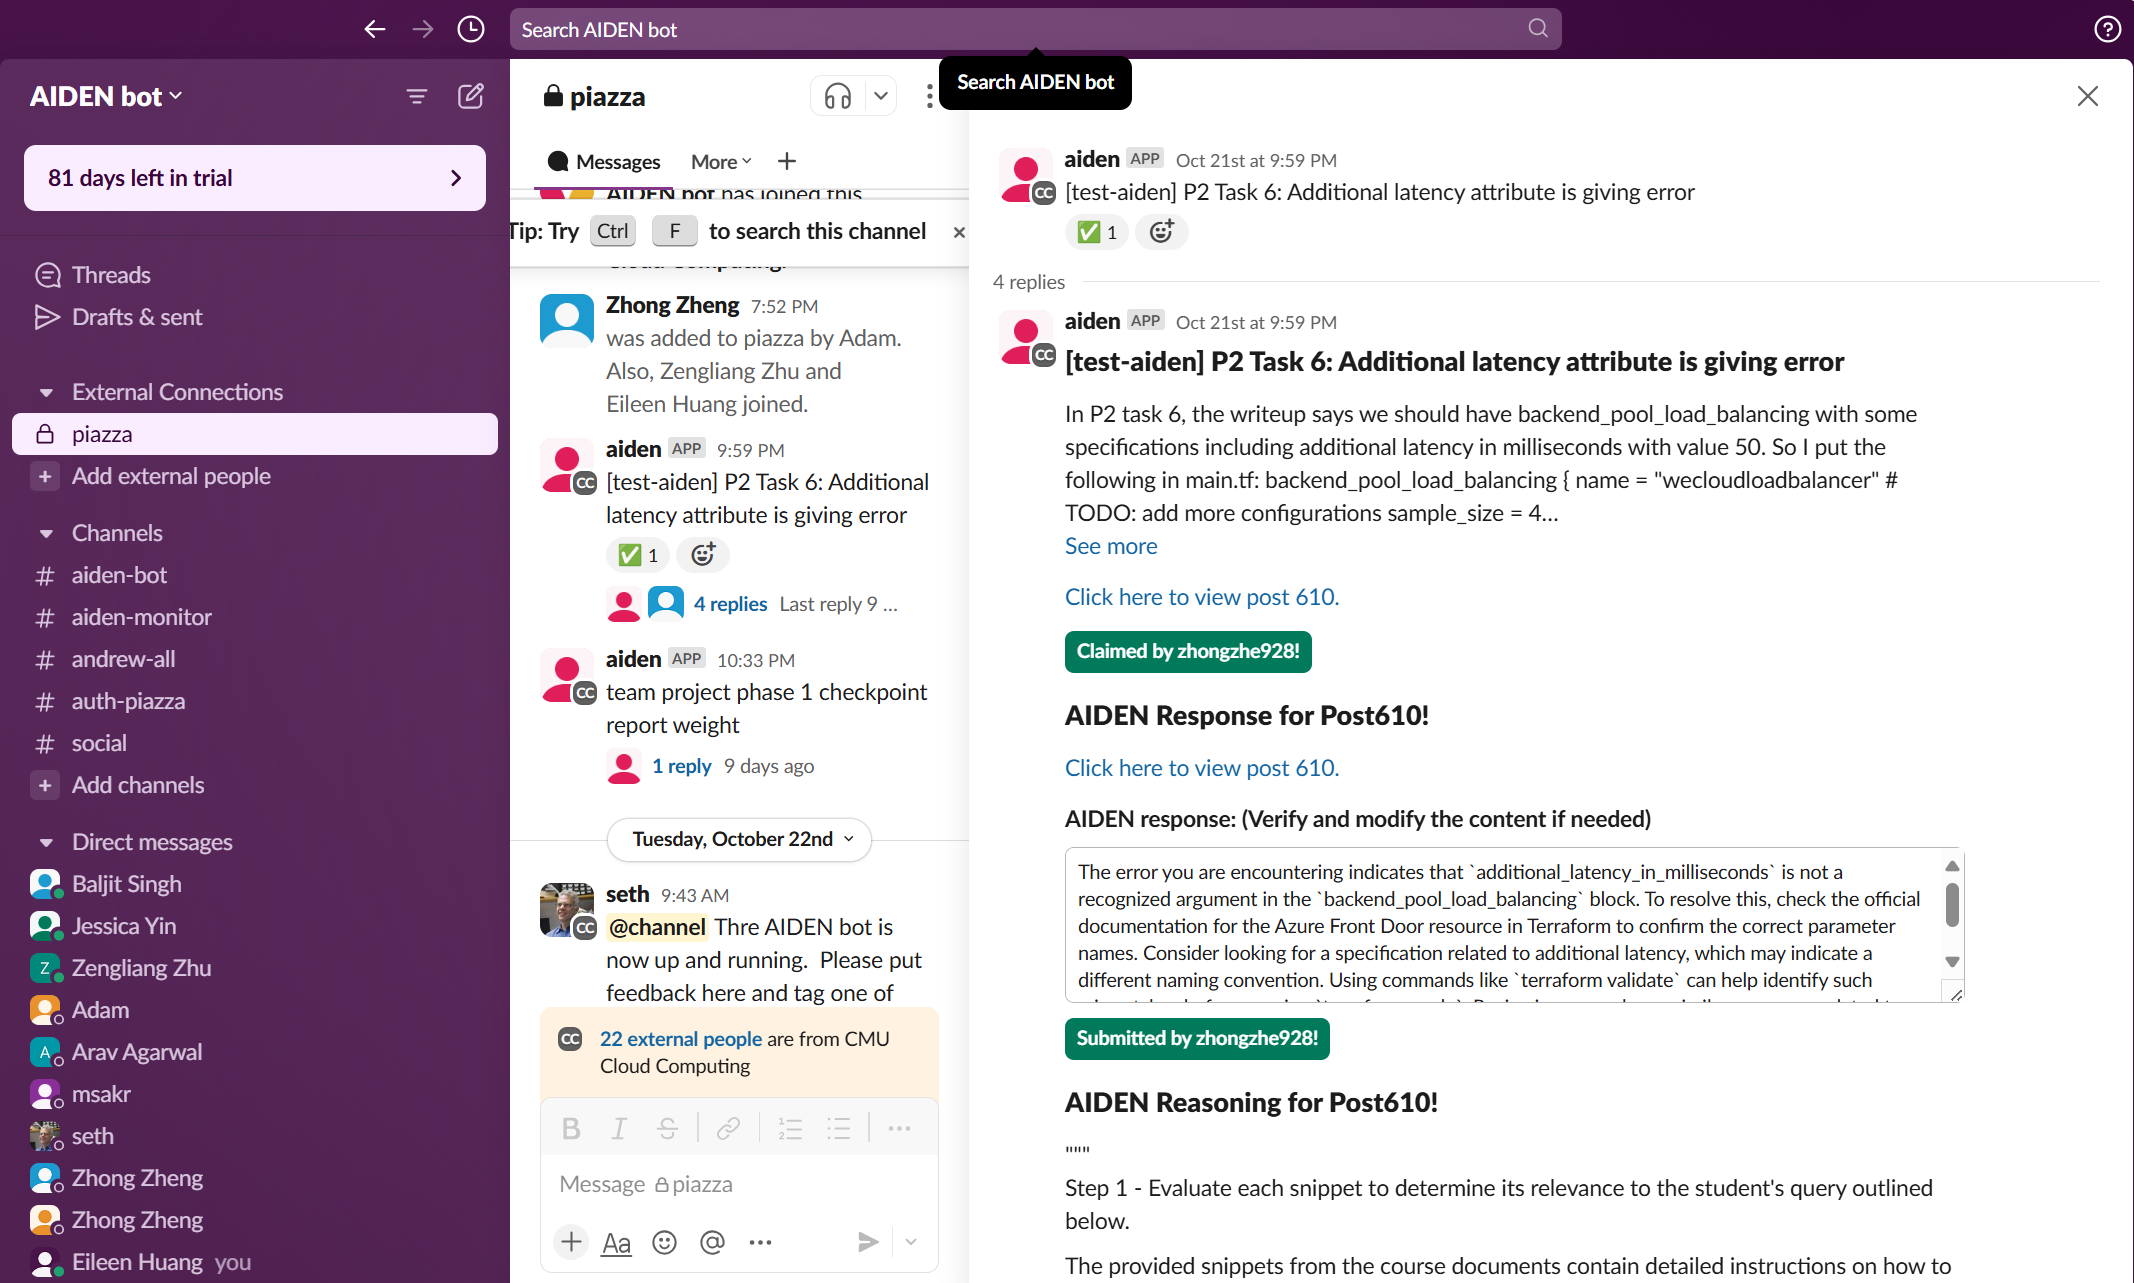 Search AIDEN bot
Search AIDEN bot
AIDEN bot
81 days left in trial
Threads
Drafts & sent
External Connections
piazza
Add external people
Channels
# aiden-bot
# aiden-monitor
# andrew-all
# auth-piazza
# social
Add channels
Direct messages
Baljit Singh
Jessica Yin
Z Zengliang Zhu
Adam
A Arav Agarwal
msakr
seth
Zhong Zheng
Zhong Zheng
Eileen Huang you
piazza
Messages More
AIDEN bot has joined this
Tip: Try Ctrl F to search this channel
Cloud Computing.
Zhong Zheng 7:52 PM
was added to piazza by Adam.
Also, Zengliang Zhu and
Eileen Huang joined.
aiden APP 9:59 PM
CC [test-aiden] P2 Task 6: Additional
latency attribute is giving error
1
4 replies Last reply 9 ...
aiden APP 10:33 PM
CC team project phase 1 checkpoint
report weight
1 reply 9 days ago
Tuesday, October 22nd
seth 9:43 AM
CC @channel Thre AIDEN bot is
now up and running. Please put
feedback here and tag one of
CC 22 external people are from CMU
Cloud Computing
B I S
Message piazza
Aa @
aiden APP Oct 21st at 9:59 PM
CC [test-aiden] P2 Task 6: Additional latency attribute is giving error
1
4 replies
aiden APP Oct 21st at 9:59 PM
CC [test-aiden] P2 Task 6: Additional latency attribute is giving error
In P2 task 6, the writeup says we should have backend_pool_load_balancing with some
specifications including additional latency in milliseconds with value 50. So I put the
following in main.tf: backend_pool_load_balancing { name = "wecloudloadbalancer" #
TODO: add more configurations sample_size = 4...
See more
Click here to view post 610.
Claimed by zhongzhe928!
AIDEN Response for Post610!
Click here to view post 610.
AIDEN response: (Verify and modify the content if needed)
The error you are encountering indicates that `additional_latency_in_milliseconds` is not a
recognized argument in the `backend_pool_load_balancing` block. To resolve this, check the official
documentation for the Azure Front Door resource in Terraform to confirm the correct parameter
names. Consider looking for a specification related to additional latency, which may indicate a
different naming convention. Using commands like `terraform validate` can help identify such
Submitted by zhongzhe928!
AIDEN Reasoning for Post610!
"""
Step 1 - Evaluate each snippet to determine its relevance to the student's query outlined
below.
The provided snippets from the course documents contain detailed instructions on how to